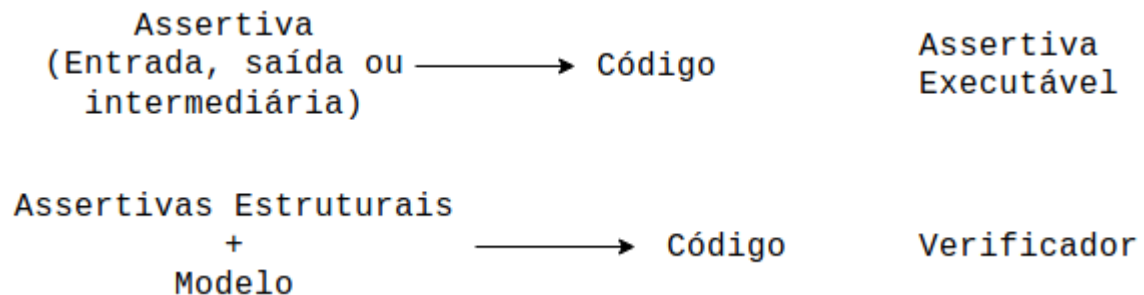 Assertiva
(Entrada, saída ou
intermediária)
Código
Assertiva
Executável
Assertivas Estruturais
+
Modelo
Código
Verificador